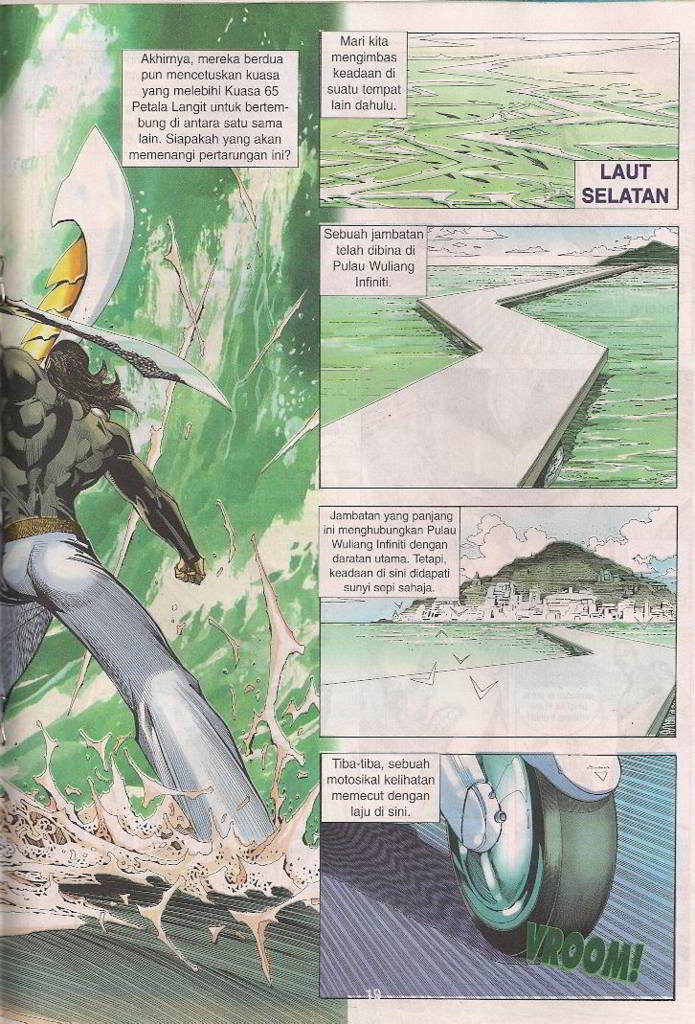 Akhirnya, mereka berdua
pun mencetuskan kuasa
yang melebihi Kuasa 65
Petala Langit untuk bertem-
bung di antara satu sama
lain. Siapakah yang akan
memenangi pertarungan ini?
Mari kita
mengimbas
keadaan di
suatu tempat
lain dahulu.
LAUT
SELATAN
Sebuah jambatan
telah dibina di
Pulau Wuliang
Infiniti.
Jambatan yang panjang
ini menghubungkan Pulau
Wuliang Infiniti dengan
daratan utama. Tetapi,
keadaan di sini didapati
sunyi sepi sahaja.
Tiba-tiba, sebuah
motosikal kelihatan
memecut dengan
laju di sini.
VROOM!
19